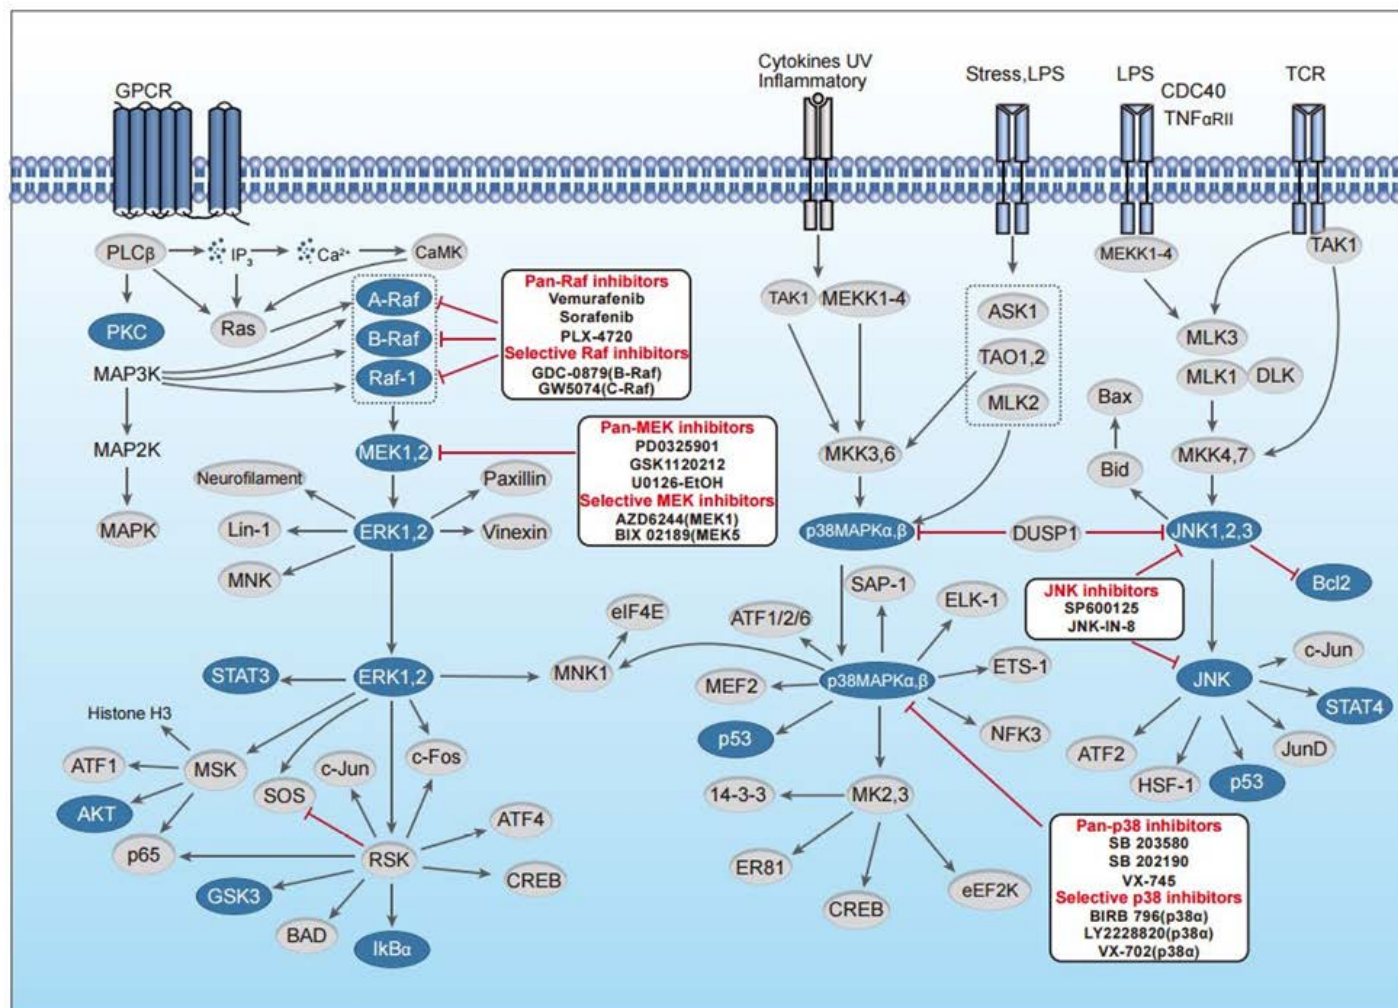 GPCR
Cytokines UV
Inflammatory
Stress,LPS
LPS
CDC40
TNFαRII
TCR
PLCβ
IP3
Ca2+
CaMK
TAK1
MEKK1-4
PKC
Ras
A-Raf
B-Raf
Raf-1
Pan-Raf inhibitors
Vemurafenib
Sorafenib
PLX-4720
Selective Raf inhibitors
GDC-0879(B-Raf)
GW5074(C-Raf)
TAK1
MEKK1-4
ASK1
TAO1,2
MLK2
MLK3
MLK1
DLK
MAP3K
MAP2K
MAPK
MEK1,2
Pan-MEK inhibitors
PD0325901
GSK1120212
U0126-EtOH
Selective MEK inhibitors
AZD6244(MEK1)
BIX 02189(MEK5
MKK3,6
Bax
Bid
MKK4,7
Neurofilament
Paxillin
Lin-1
ERK1,2
Vinexin
MNK
p38MAPKα,β
DUSP1
JNK1,2,3
Bcl2
JNK inhibitors
SP600125
JNK-IN-8
eIF4E
SAP-1
ATF1/2/6
ELK-1
STAT3
ERK1,2
MNK1
MEF2
p38MAPKα,β
ETS-1
c-Jun
JNK
STAT4
Histone H3
p53
NFK3
ATF2
JunD
HSF-1
p53
ATF1
MSK
c-Jun
c-Fos
SOS
AKT
14-3-3
MK2,3
ATF4
p65
RSK
ER81
CREB
eEF2K
GSK3
CREB
BAD
IkBα
Pan-p38 inhibitors
SB 203580
SB 202190
VX-745
Selective p38 inhibitors
BIRB 796(p38α)
LY2228820(p38α)
VX-702(p38α)